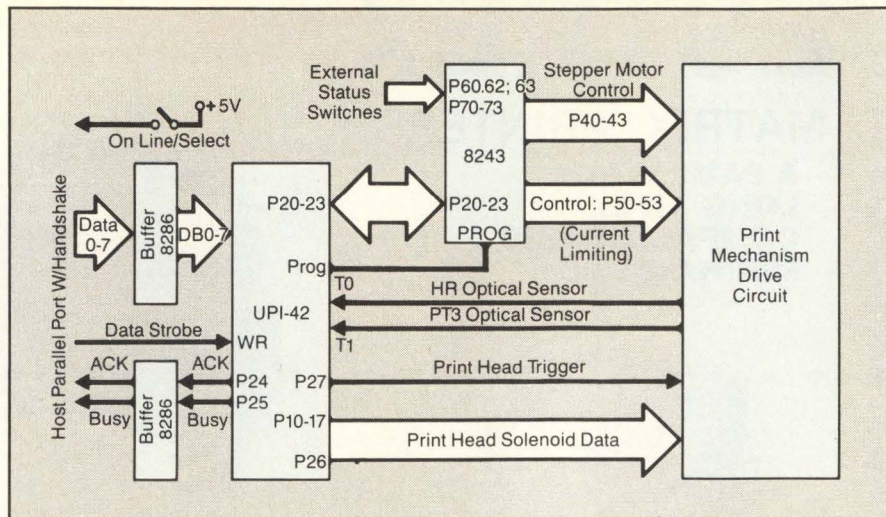 External
Status
Switches
P60.62; 63
P70-73
8243
P20-23
PROG
Stepper Motor
Control
P40-43
Control: P50-53
(Current
Limiting)
Print
Mechanism
Drive
Circuit
+5V
On Line/Select
Host Parallel Port W/Handshake
Data
0-7
Buffer
8286
DB0-7
P20-23
Prog
UPI-42
T0
HR Optical Sensor
PT3 Optical Sensor
T1
Data Strobe
WR
ACK
Busy
Buffer
8286
ACK
Busy
P24
P25
P27
Print Head Trigger
P10-17
Print Head Solenoid Data
P26